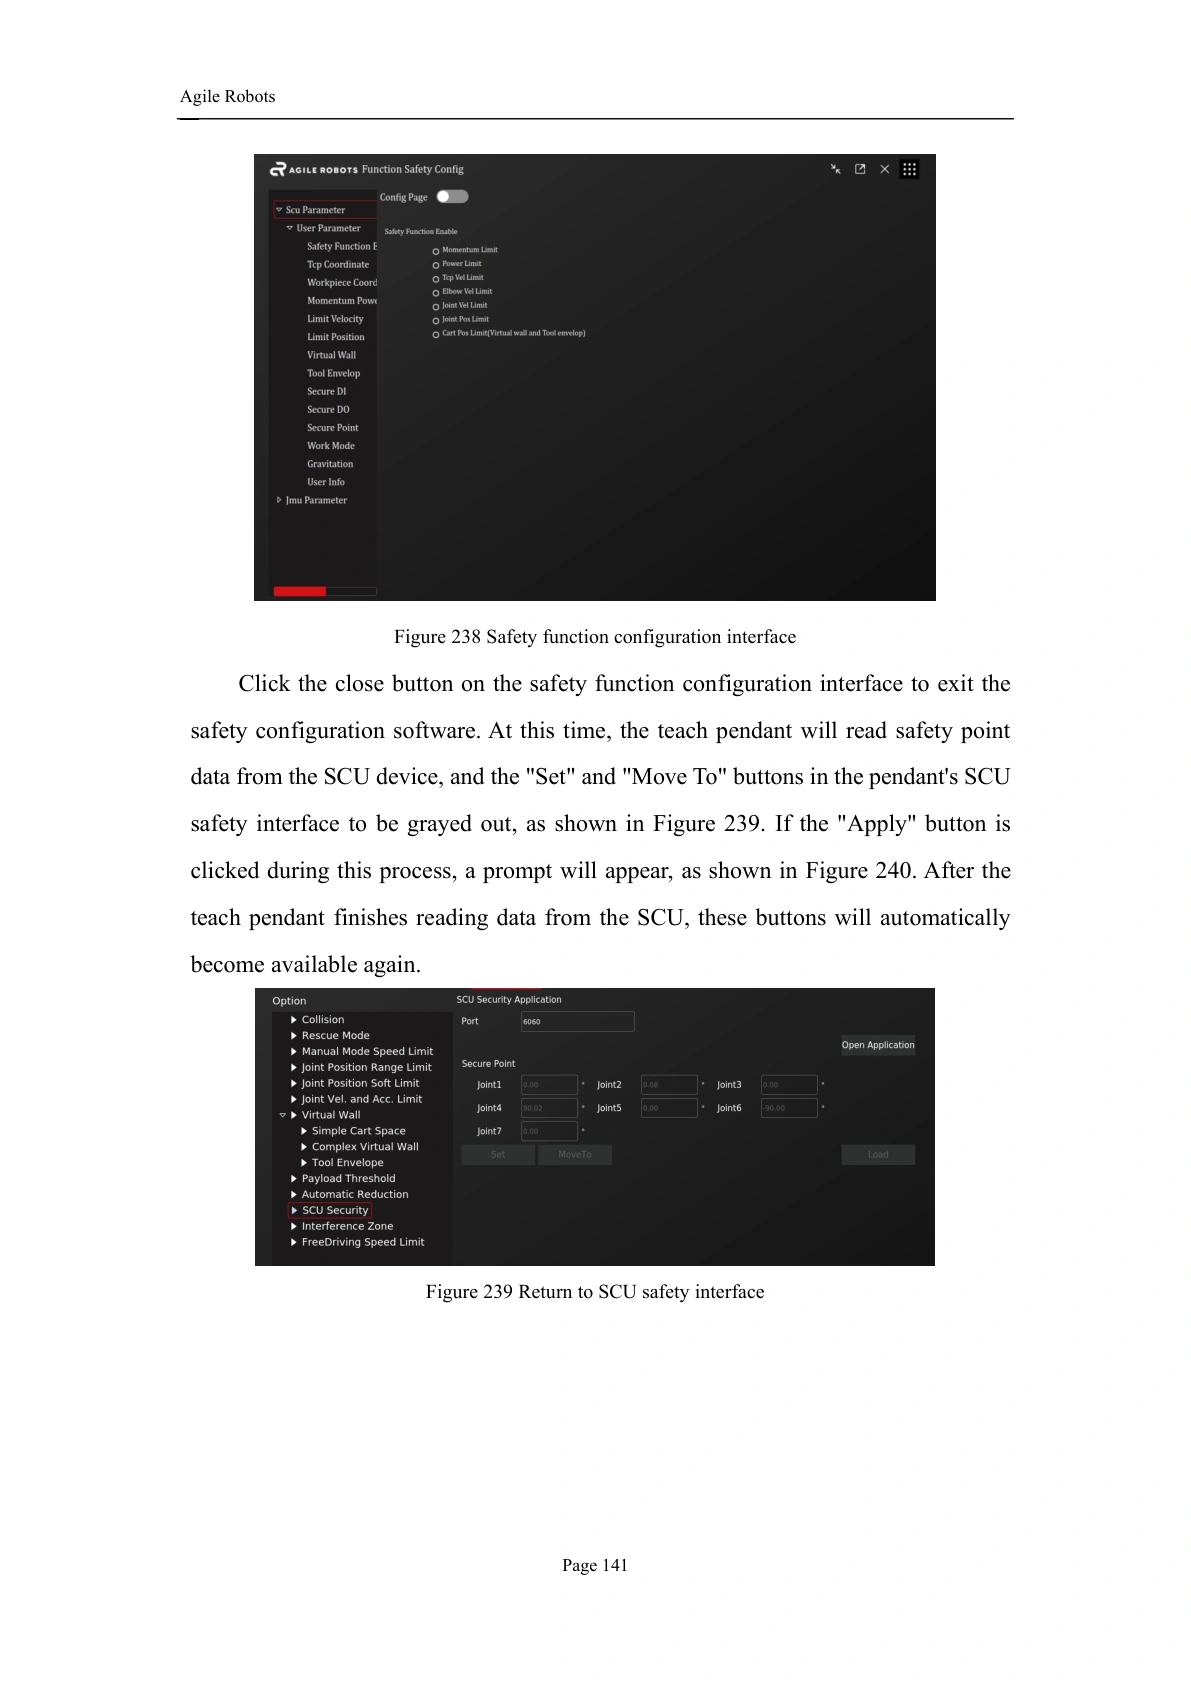 Agile Robots
AGILE ROBOTS Function Safety Config
Config Page
Scu Parameter
User Parameter
Safety Function E
Tcp Coordinate
Workpiece Coord
Momentum Powe
Limit Velocity
Limit Position
Virtual Wall
Tool Envelop
Secure DI
Secure DO
Secure Point
Work Mode
Gravitation
User Info
Jmu Parameter
Safety Function Enable
Momentum Limit
Power Limit
Tcp Vel Limit
Elbow Vel Limit
Joint Vel Limit
Joint Pos Limit
Cart Pos Limit(Virtual wall and Tool envelop)
Figure 238 Safety function configuration interface
Click the close button on the safety function configuration interface to exit the
safety configuration software. At this time, the teach pendant will read safety point
data from the SCU device, and the "Set" and "Move To" buttons in the pendant's SCU
safety interface to be grayed out, as shown in Figure 239. If the "Apply" button is
clicked during this process, a prompt will appear, as shown in Figure 240. After the
teach pendant finishes reading data from the SCU, these buttons will automatically
become available again.
Option
Collision
Rescue Mode
Manual Mode Speed Limit
Joint Position Range Limit
Joint Position Soft Limit
Joint Vel. and Acc. Limit
Virtual Wall
Simple Cart Space
Complex Virtual Wall
Tool Envelope
Payload Threshold
Automatic Reduction
SCU Security
Interference Zone
FreeDriving Speed Limit
SCU Security Application
Port 6060
Open Application
Secure Point
Joint1 0.00 ° Joint2 0.08 ° Joint3 0.00 °
Joint4 90.02 ° Joint5 0.00 ° Joint6 -90.00 °
Joint7 0.00 °
Set MoveTo Load
Figure 239 Return to SCU safety interface
Page 141